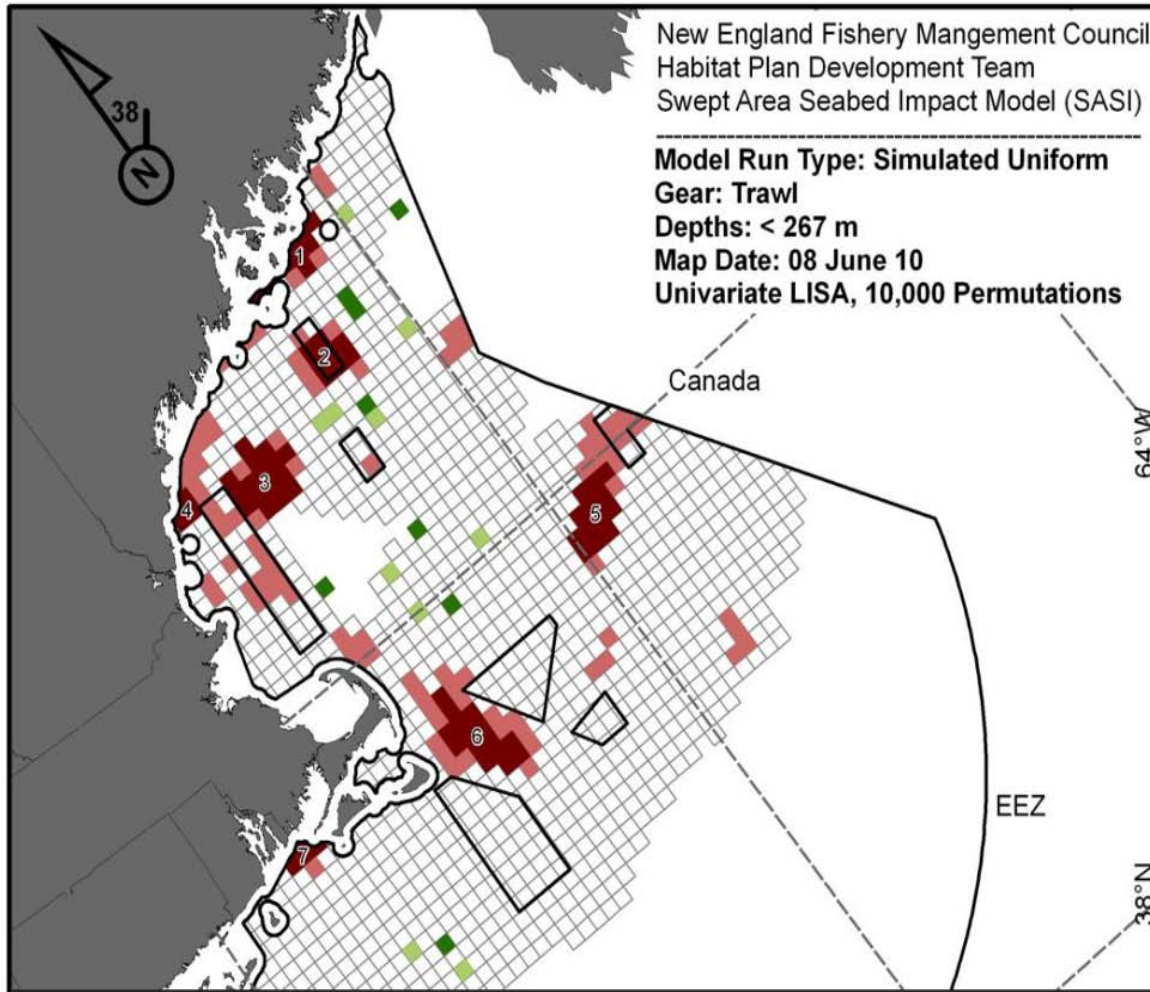 New England Fishery Mangement Council
Habitat Plan Development Team
Swept Area Seabed Impact Model (SASI)
Model Run Type: Simulated Uniform
Gear: Trawl
Depths: < 267 m
Map Date: 08 June 10
Univariate LISA, 10,000 Permutations
38
N
1
2
Canada
64°W
3
4
5
6
EEZ
7
38°N